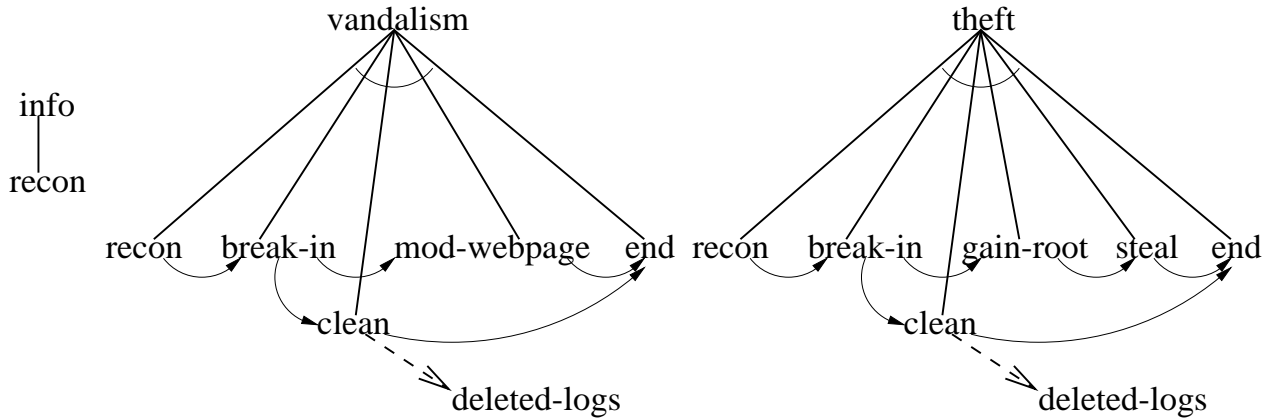 vandalism
theft
info
recon
recon break-in mod-webpage end
recon break-in gain-root steal end
clean
clean
deleted-logs
deleted-logs